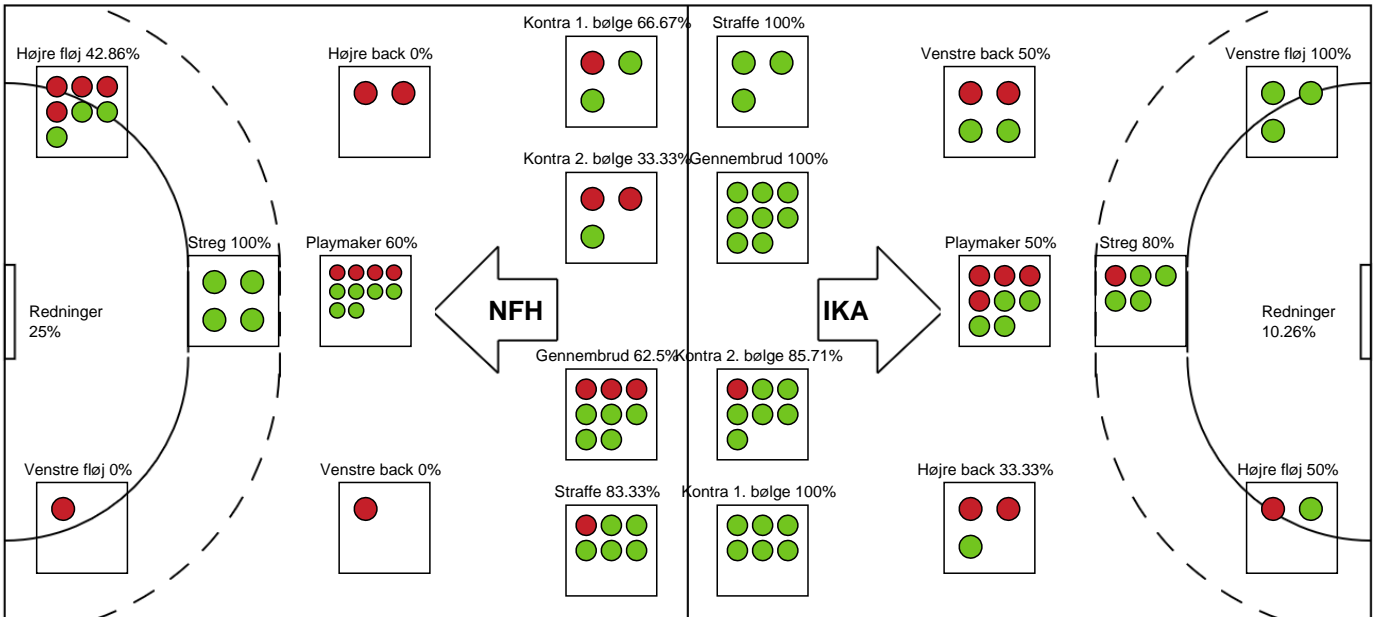 Kontra 1. bølge 66.67%
Straffe 100%
Højre fløj 42.86%
Højre back 0%
Venstre back 50%
Venstre fløj 100%
Kontra 2. bølge 33.33%
Gennembrud 100%
Streg 100%
Playmaker 60%
Playmaker 50%
Streg 80%
Redninger
25%
NFH
IKA
Redninger
10.26%
Gennembrud 62.5%
Kontra 2. bølge 85.71%
Venstre fløj 0%
Venstre back 0%
Højre back 33.33%
Højre fløj 50%
Straffe 83.33%
Kontra 1. bølge 100%